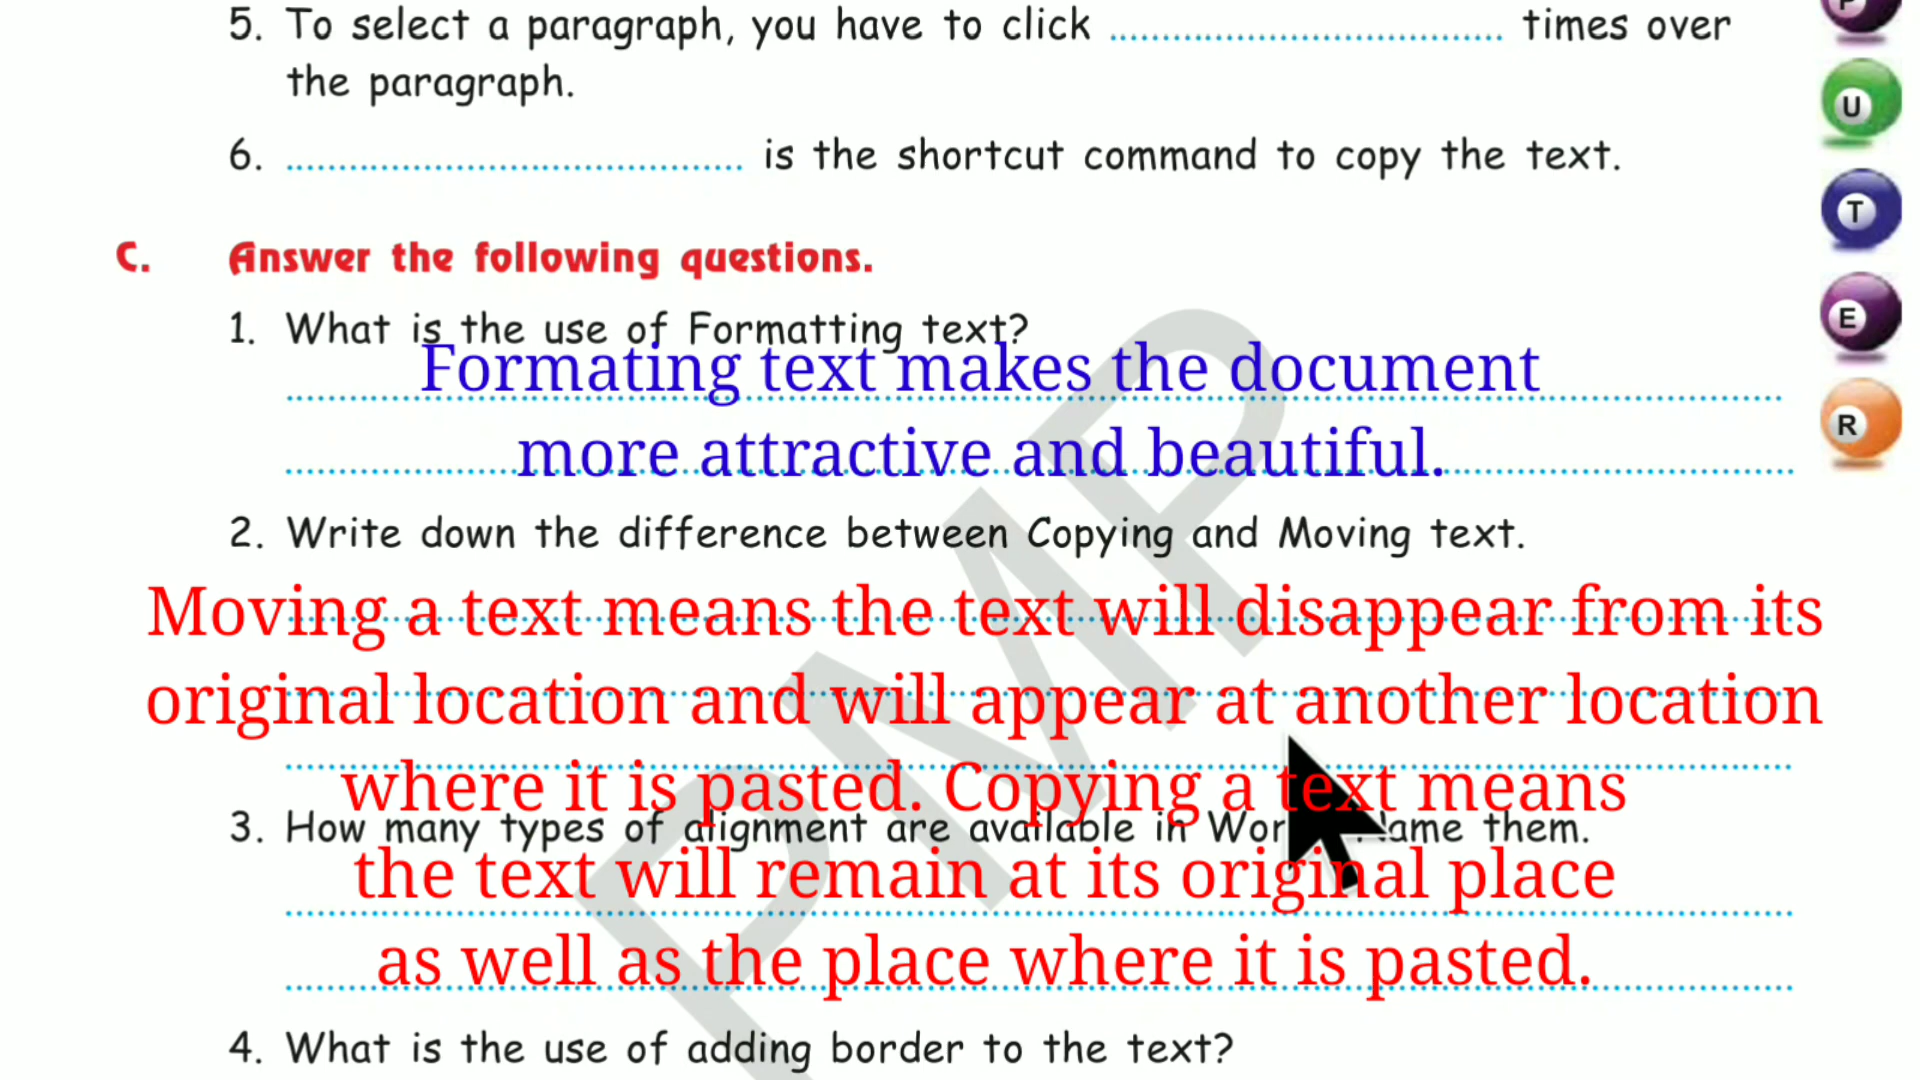 5. To select a paragraph, you have to click .................................... times over
the paragraph.
6. .......................................... is the shortcut command to copy the text.
C. Answer the following questions.
1. What is the use of Formatting text?
Formating text makes the document
more attractive and beautiful.
2. Write down the difference between Copying and Moving text.
Moving a text means the text will disappear from its
original location and will appear at another location
where it is pasted. Copying a text means
3. How many types of alignment are available in Wor ame them.
the text will remain at its original place
as well as the place where it is pasted.
4. What is the use of adding border to the text?
P
U
T
E
R
PMP